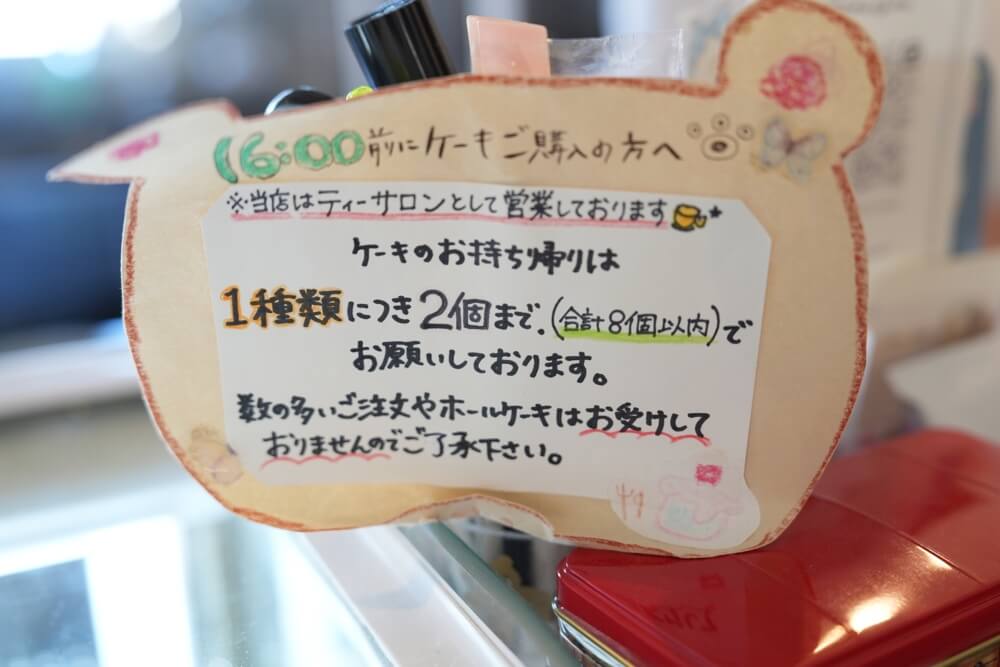 16:00前にケーキご購入の方へ
※当店はティーサロンとして営業しております
ケーキのお持ち帰りは
1種類につき2個まで.(合計8個以内)で
お願いしております。
数の多いご注文やホールケーキはお受けして
おりませんのでご了承下さい。